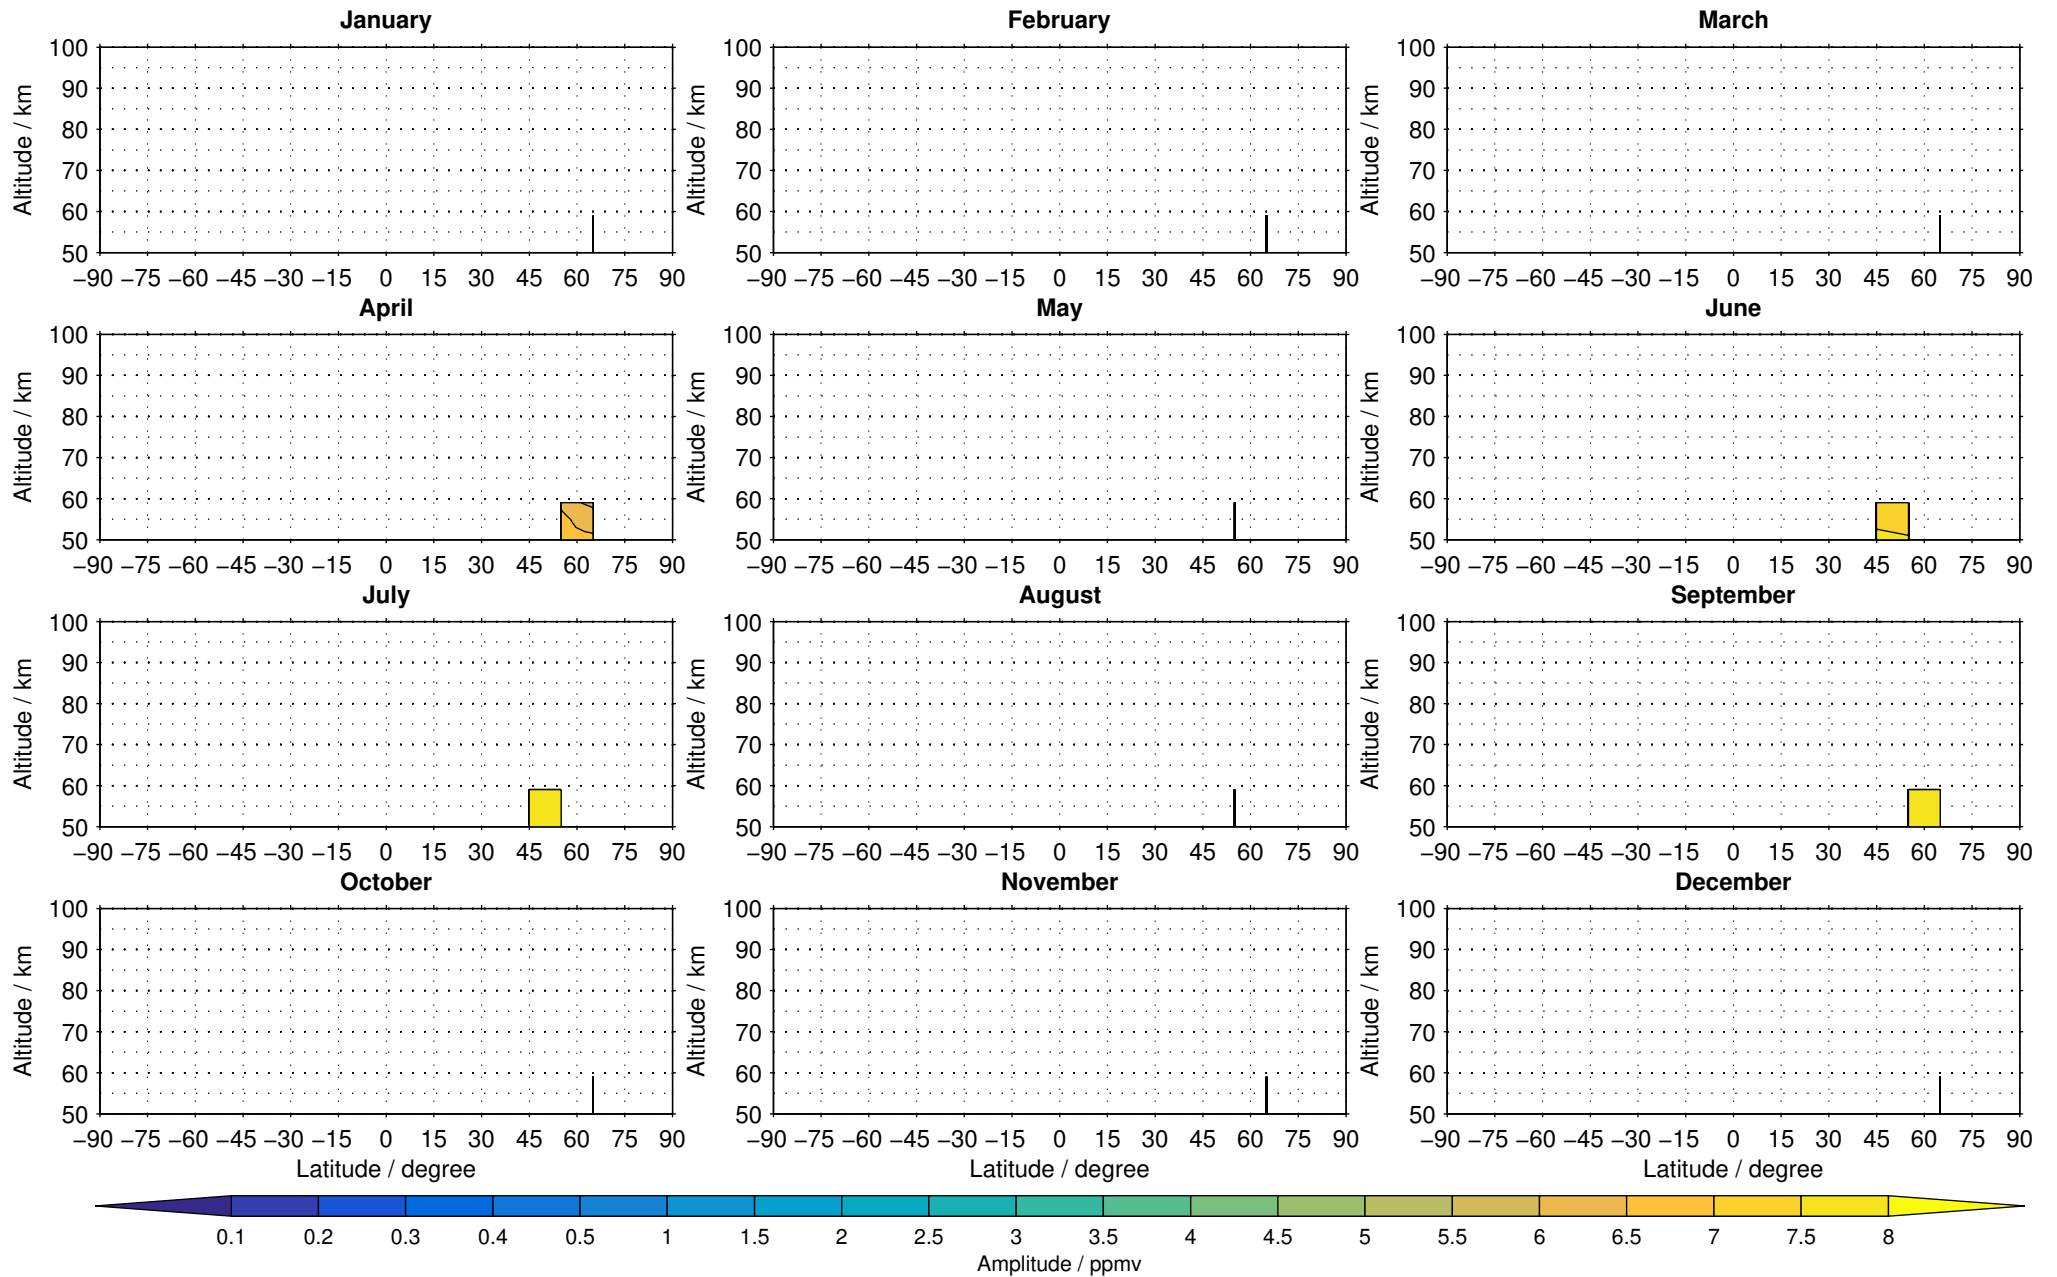 January February March
100 100 100
90 90 90
80 80 80
70 70 70
60 60 60
50 50 50
Altitude / km Altitude / km Altitude / km
−90 −75 −60 −45 −30 −15 0 15 30 45 60 75 90 −90 −75 −60 −45 −30 −15 0 15 30 45 60 75 90 −90 −75 −60 −45 −30 −15 0 15 30 45 60 75 90
April May June
100 100 100
90 90 90
80 80 80
70 70 70
60 60 60
50 50 50
Altitude / km Altitude / km Altitude / km
−90 −75 −60 −45 −30 −15 0 15 30 45 60 75 90 −90 −75 −60 −45 −30 −15 0 15 30 45 60 75 90 −90 −75 −60 −45 −30 −15 0 15 30 45 60 75 90
July August September
100 100 100
90 90 90
80 80 80
70 70 70
60 60 60
50 50 50
Altitude / km Altitude / km Altitude / km
−90 −75 −60 −45 −30 −15 0 15 30 45 60 75 90 −90 −75 −60 −45 −30 −15 0 15 30 45 60 75 90 −90 −75 −60 −45 −30 −15 0 15 30 45 60 75 90
October November December
100 100 100
90 90 90
80 80 80
70 70 70
60 60 60
50 50 50
Altitude / km Altitude / km Altitude / km
−90 −75 −60 −45 −30 −15 0 15 30 45 60 75 90 −90 −75 −60 −45 −30 −15 0 15 30 45 60 75 90 −90 −75 −60 −45 −30 −15 0 15 30 45 60 75 90
Latitude / degree Latitude / degree Latitude / degree
0.1 0.2 0.3 0.4 0.5 1 1.5 2 2.5 3 3.5 4 4.5 5 5.5 6 6.5 7 7.5 8
Amplitude / ppmv